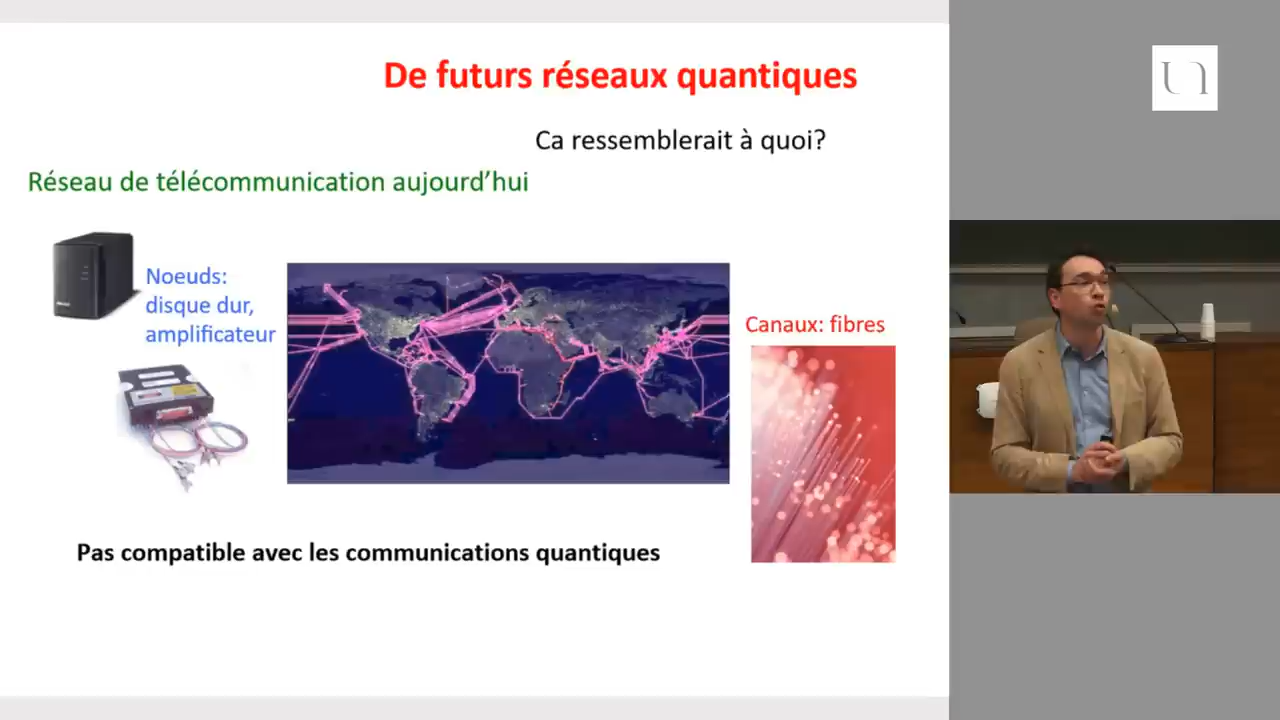 De futurs réseaux quantiques
Ca ressemblerait à quoi?
Réseau de télécommunication aujourd'hui
Noeuds:
disque dur,
amplificateur
Canaux: fibres
Pas compatible avec les communications quantiques